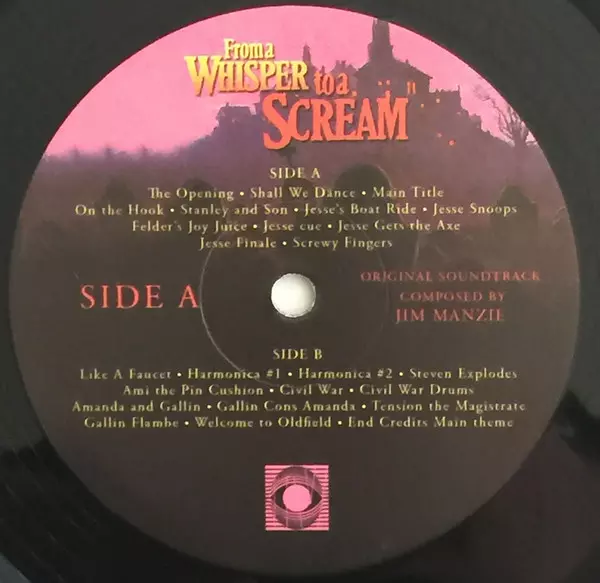 From a
WHISPER to a
SCREAM
SIDE A
The Opening • Shall We Dance • Main Title
On the Hook • Stanley and Son • Jesse's Boat Ride • Jesse Snoops
Felder's Joy Juice • Jesse cue • Jesse Gets the Axe
Jesse Finale • Screwy Fingers
SIDE A
ORIGINAL SOUNDTRACK
COMPOSED BY
JIM MANZIE
SIDE B
Like A Faucet • Harmonica #1 • Harmonica #2 • Steven Explodes
Ami the Pin Cushion • Civil War • Civil War Drums
Amanda and Gallin • Gallin Cons Amanda • Tension the Magistrate
Gallin Flambe • Welcome to Oldfield • End Credits Main theme